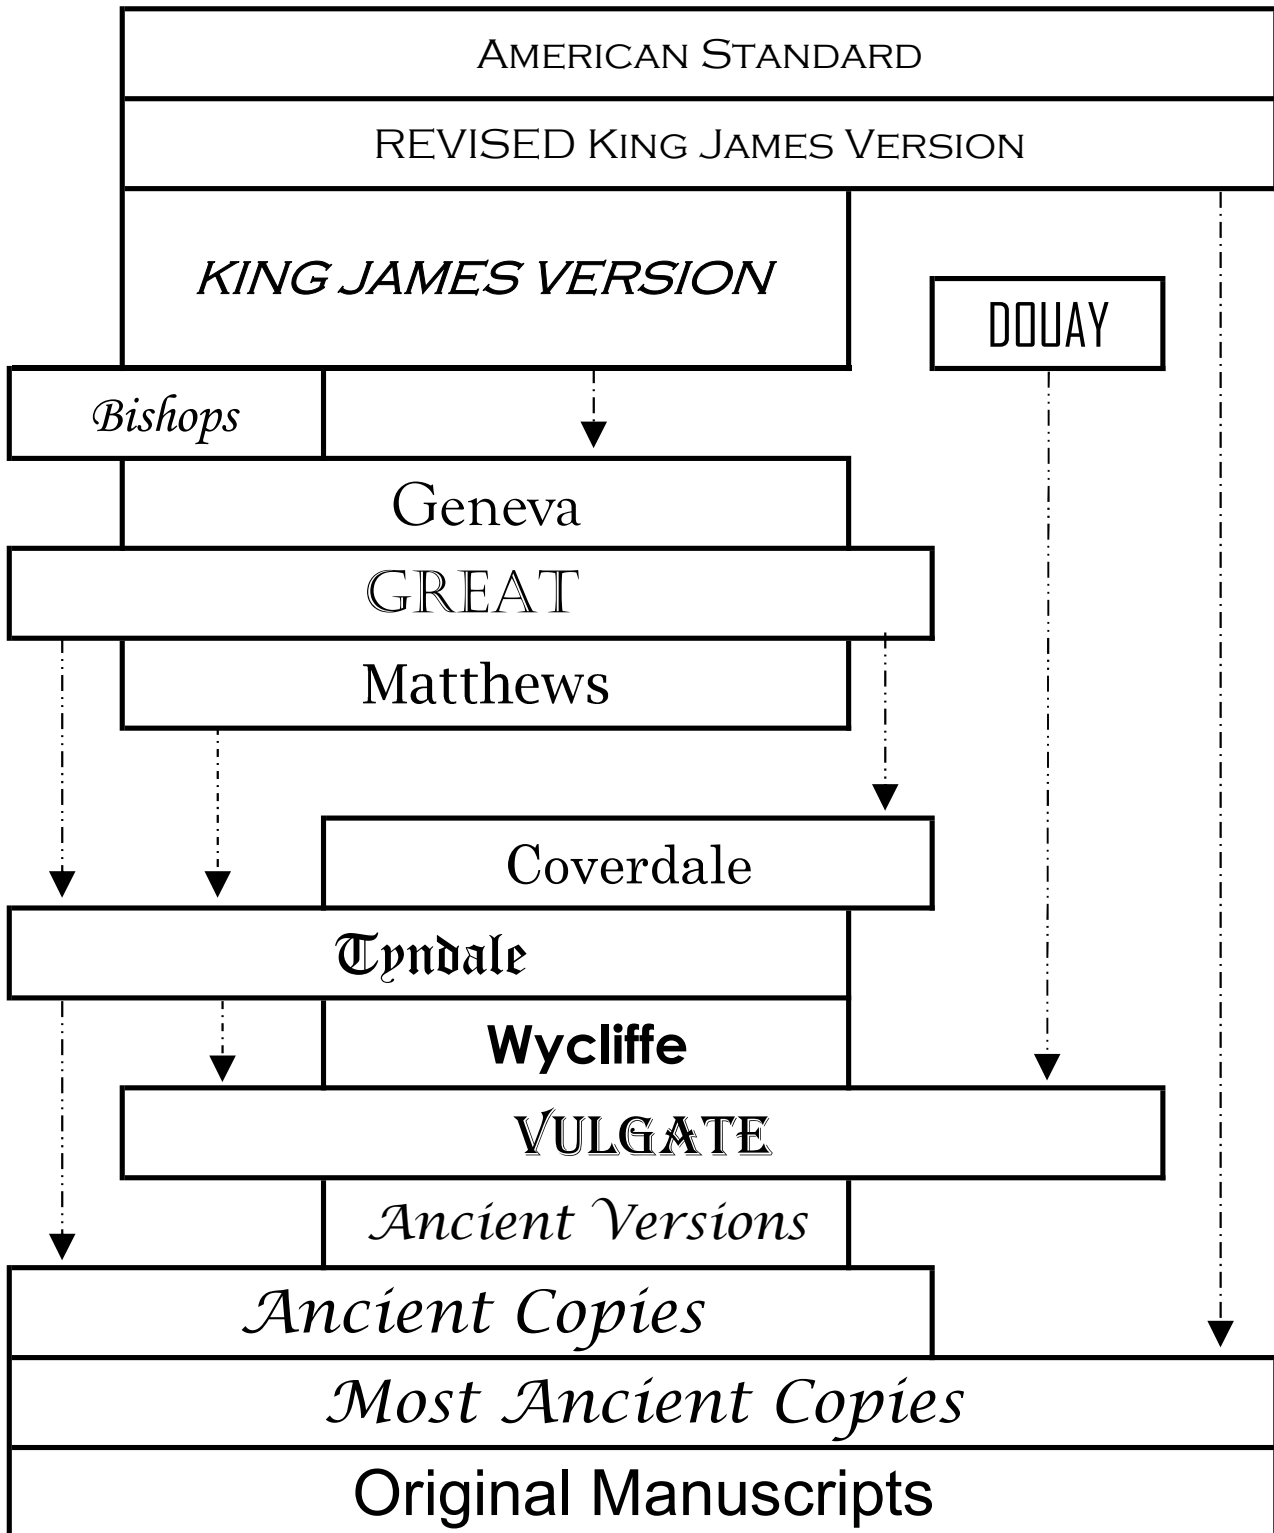 American Standard
REVISED King James Version
KING JAMES VERSION
DOUAY
Bishops
Geneva
GREAT
Matthews
Coverdale
Tyndale
Wycliffe
VULGATE
Ancient Versions
Ancient Copies
Most Ancient Copies
Original Manuscripts